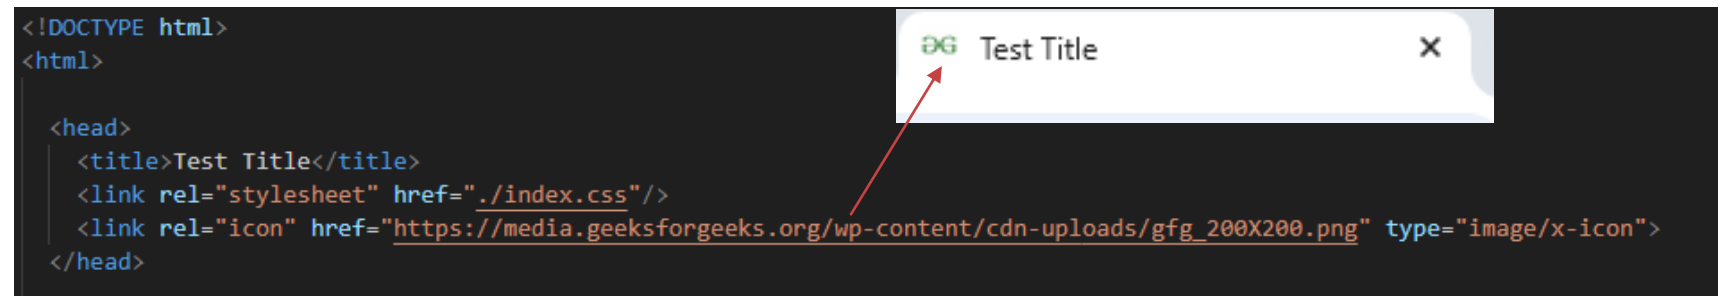 <!DOCTYPE html>
<html>
GG Test Title ×
<head>
<title>Test Title</title>
<link rel="stylesheet" href="./index.css"/>
<link rel="icon" href="https://media.geeksforgeeks.org/wp-content/cdn-uploads/gfg_200X200.png" type="image/x-icon">
</head>